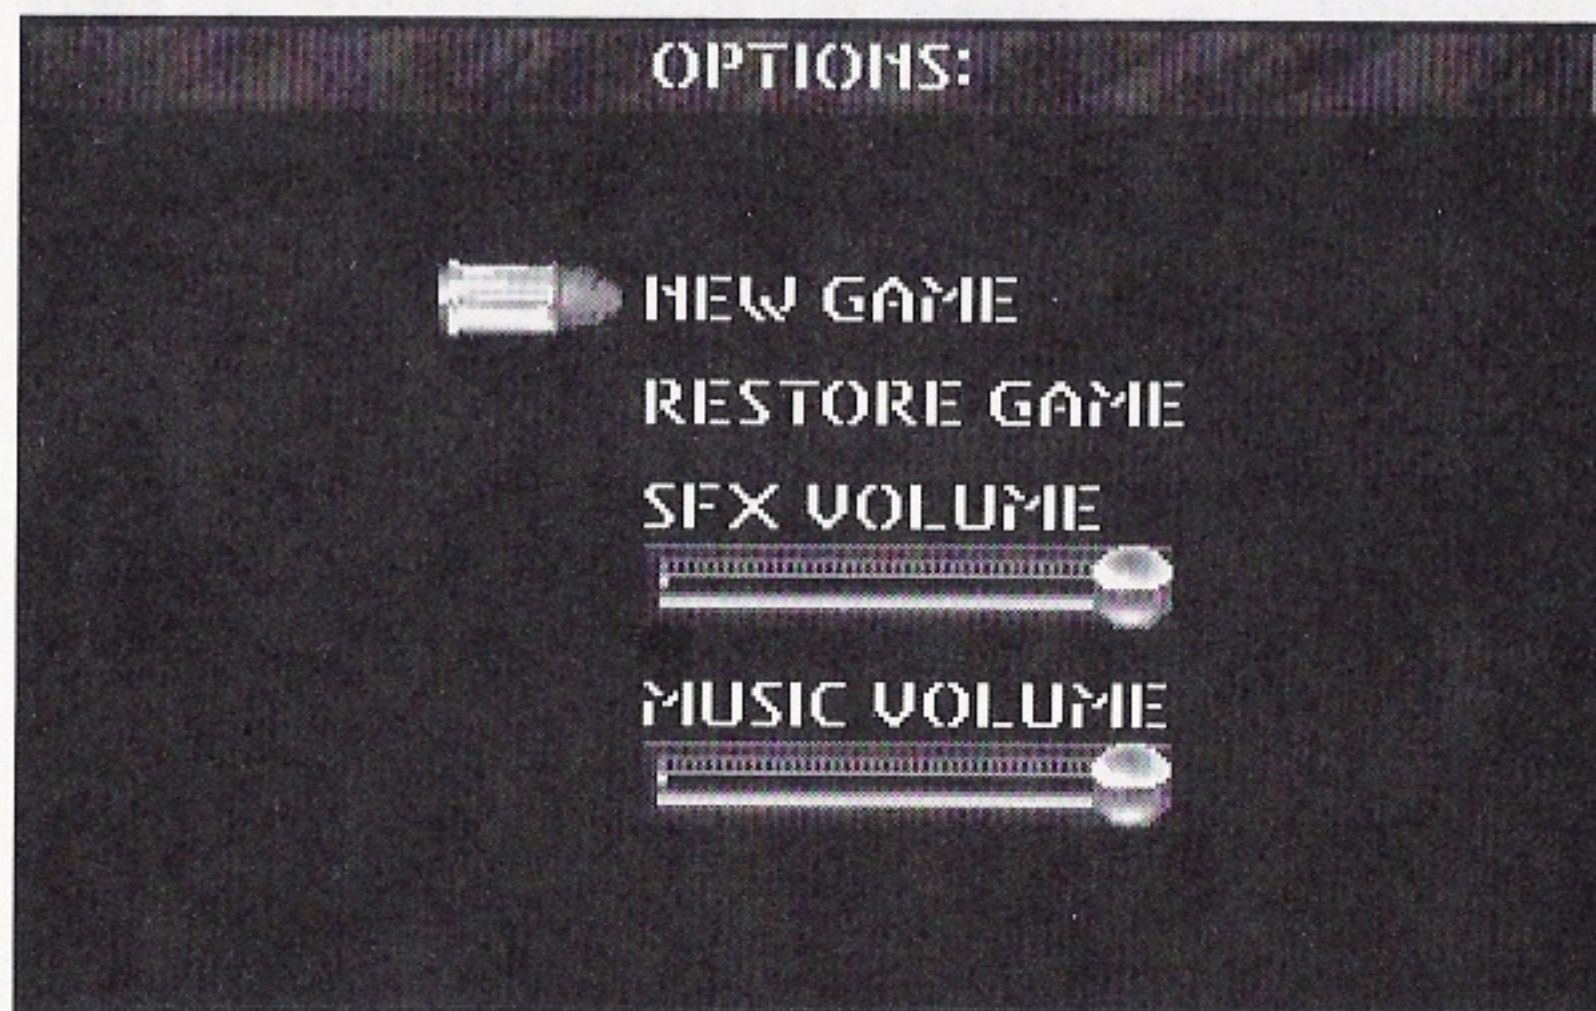 OPTIONS:
NEW GAME
RESTORE GAME
SFX VOLUME
MUSIC VOLUME